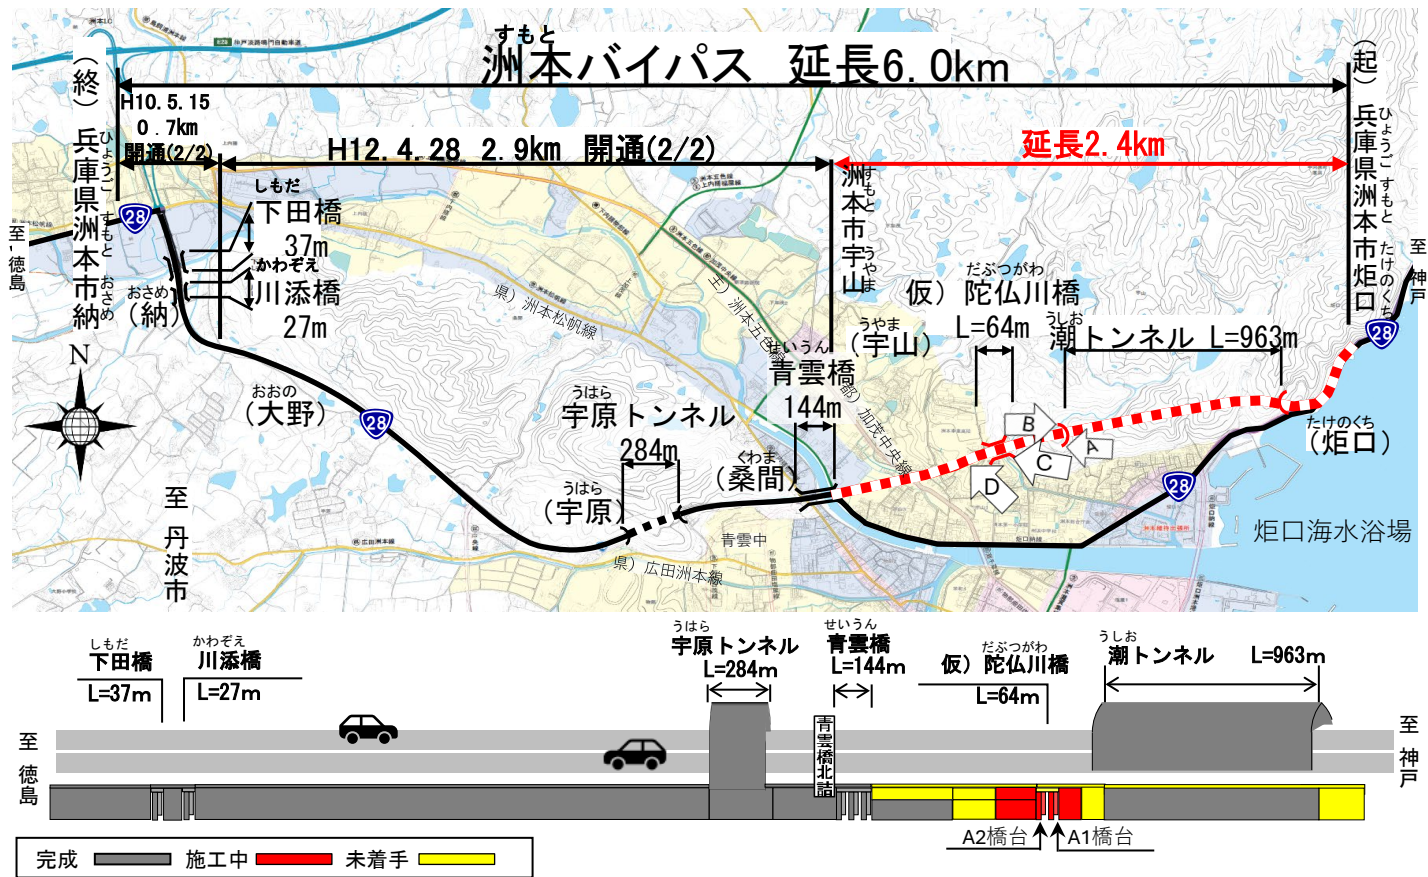 すもと
洲本バイパス 延長6.0km
(終) 兵庫県洲本市納
ひょうご すもと おさめ
(起) 兵庫県洲本市炬口
ひょうご すもと たけのくち
H10.5.15
0.7km
開通(2/2)
H12.4.28 2.9km 開通(2/2)
延長2.4km
洲本市宇山
すもと うやま
至 徳島
至 神戸
28
しもだ
下田橋
37m
かわぞえ
川添橋
27m
おさめ
(納)
N
おおの
(大野)
28
至 丹波市
県)洲本松帆線
主)洲本五色線
都)加茂中央線
県)広田洲本線
うはら
宇原トンネル
284m
うはら
(宇原)
くわま
(桑間)
せいうん
青雲橋
144m
うやま
(宇山)
だぶつがわ
仮)陀仏川橋
L=64m
うしお
潮トンネル L=963m
B
A
C
D
28
28
たけのくち
(炬口)
炬口海水浴場
青雲中
しもだ
下田橋
L=37m
かわぞえ
川添橋
L=27m
うはら
宇原トンネル
L=284m
せいうん
青雲橋
L=144m
だぶつがわ
仮)陀仏川橋
L=64m
うしお
潮トンネル L=963m
至 徳島
青雲橋北詰
至 神戸
A2橋台
A1橋台
完成 施工中 未着手